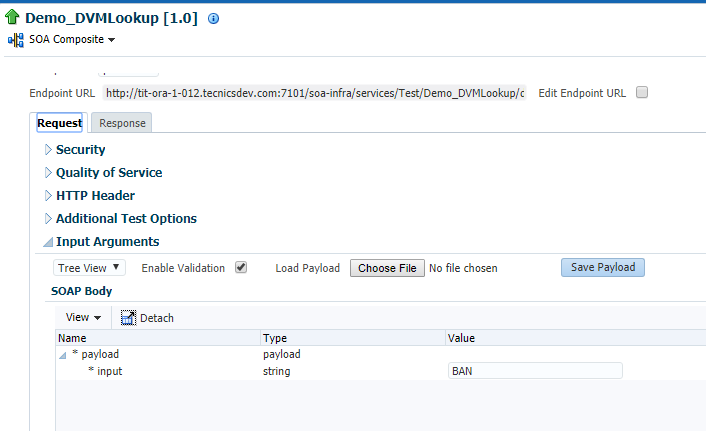 Demo_DVMLookup [1.0]
SOA Composite
Endpoint URL http://tit-ora-1-012.tecnicsdev.com:7101/soa-infra/services/Test/Demo_DVMLookup/c Edit Endpoint URL
Request Response
Security
Quality of Service
HTTP Header
Additional Test Options
Input Arguments
Tree View Enable Validation Load Payload Choose File No file chosen Save Payload
SOAP Body
View Detach
Name Type Value
* payload payload
* input string BAN